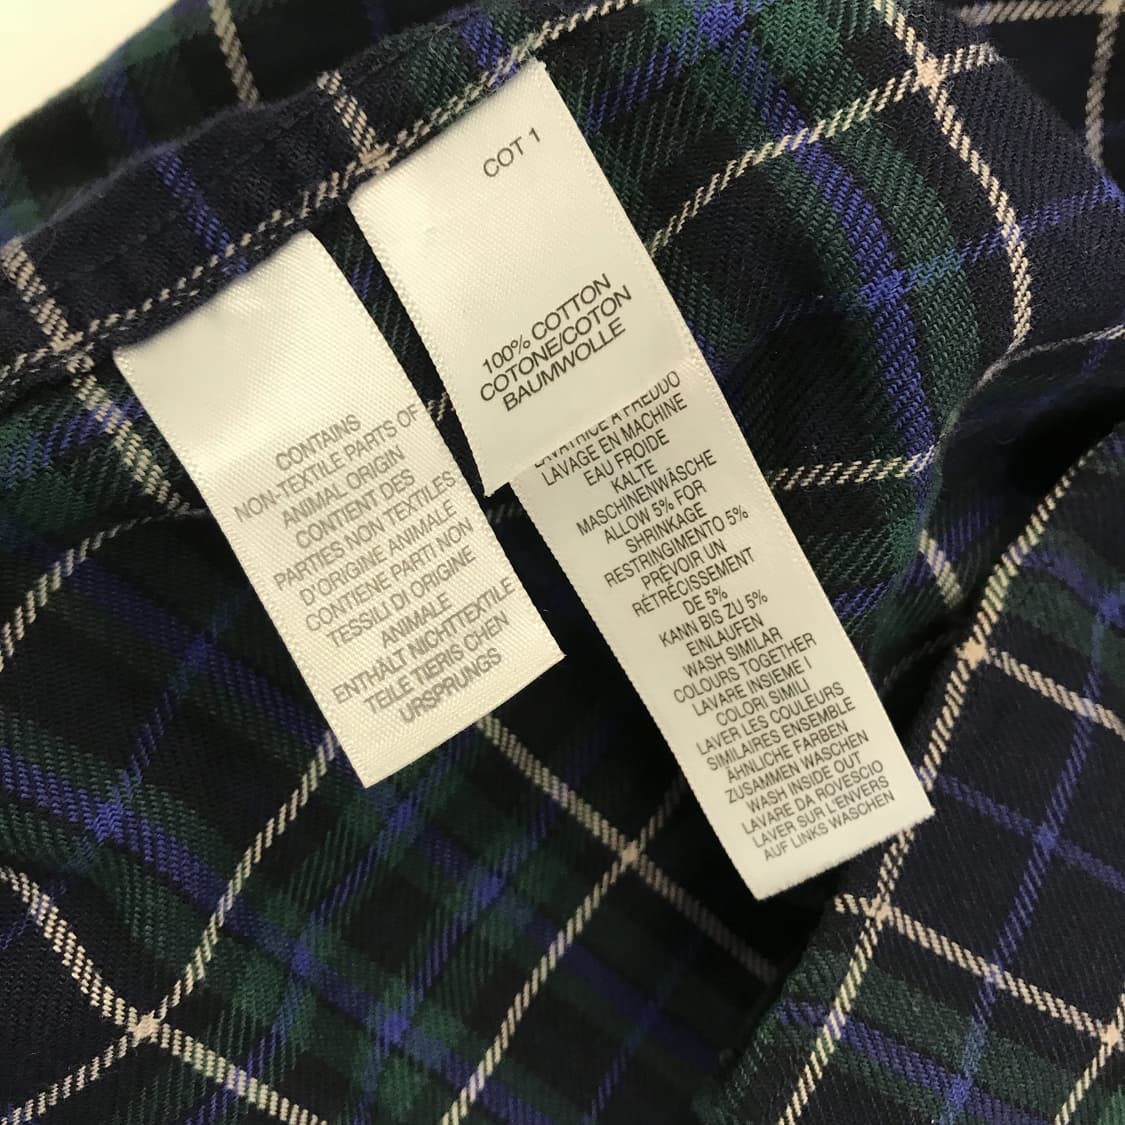 CONTAINS
NON-TEXTILE PARTS OF
ANIMAL ORIGIN
CONTIENT DES
PARTIES NON TEXTILES
D'ORIGINE ANIMALE
CONTIENE PARTI NON
TESSILI DI ORIGINE
ANIMALE
ENTHÄLT NICHTTEXTILE
TEILE TIERIS CHEN
URSPRUNGS
COT 1
100% COTTON
COTONE/COTON
BAUMWOLLE
LAVATRICE A FREDDO
LAVAGE EN MACHINE
EAU FROIDE
KALTE
MASCHINENWÄSCHE
ALLOW 5% FOR
SHRINKAGE
RESTRINGIMENTO 5%
PRÉVOIR UN
RÉTRÉCISSEMENT
DE 5%
KANN BIS ZU 5%
EINLAUFEN
WASH SIMILAR
COLOURS TOGETHER
LAVARE INSIEME I
COLORI SIMILI
LAVER LES COULEURS
SIMILAIRES ENSEMBLE
ÄHNLICHE FARBEN
ZUSAMMEN WASCHEN
WASH INSIDE OUT
LAVARE DA ROVESCIO
LAVER SUR L'ENVERS
AUF LINKS WASCHEN